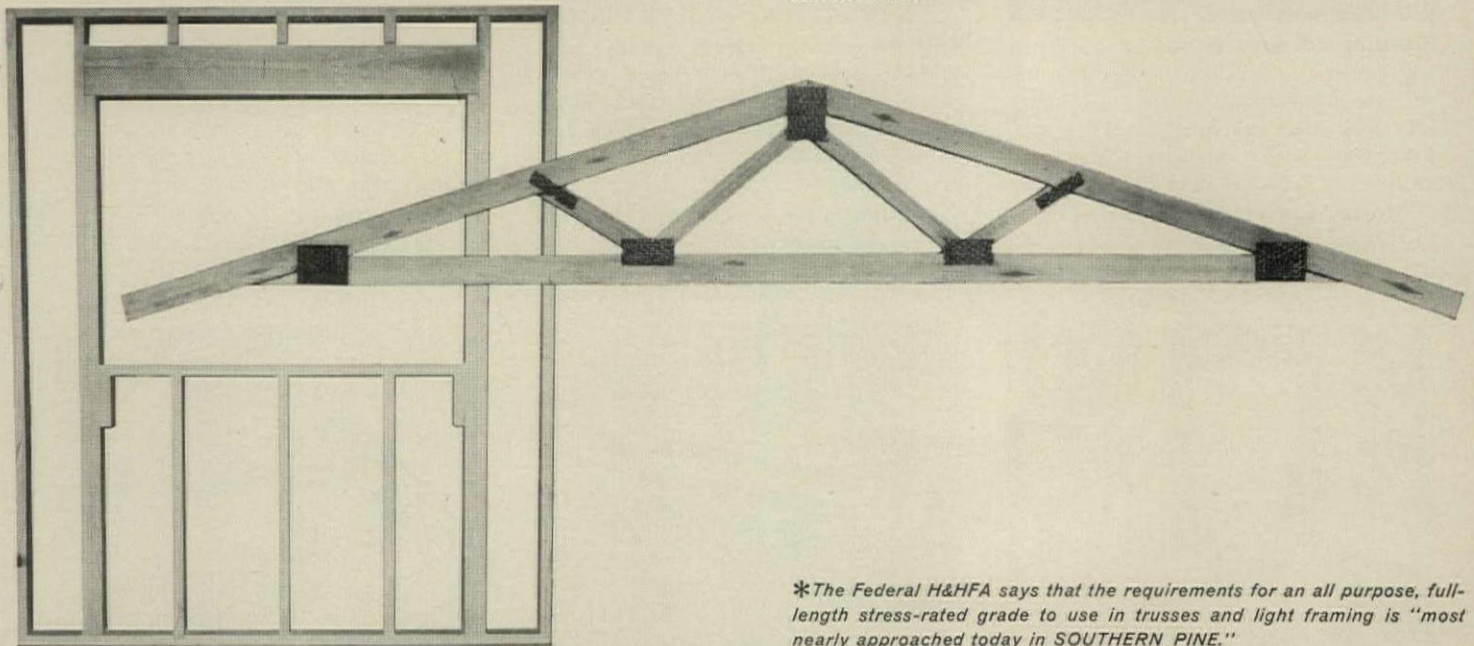 *The Federal H&HFA says that the requirements for an all purpose, full-
length stress-rated grade to use in trusses and light framing is "most
nearly approached today in SOUTHERN PINE."